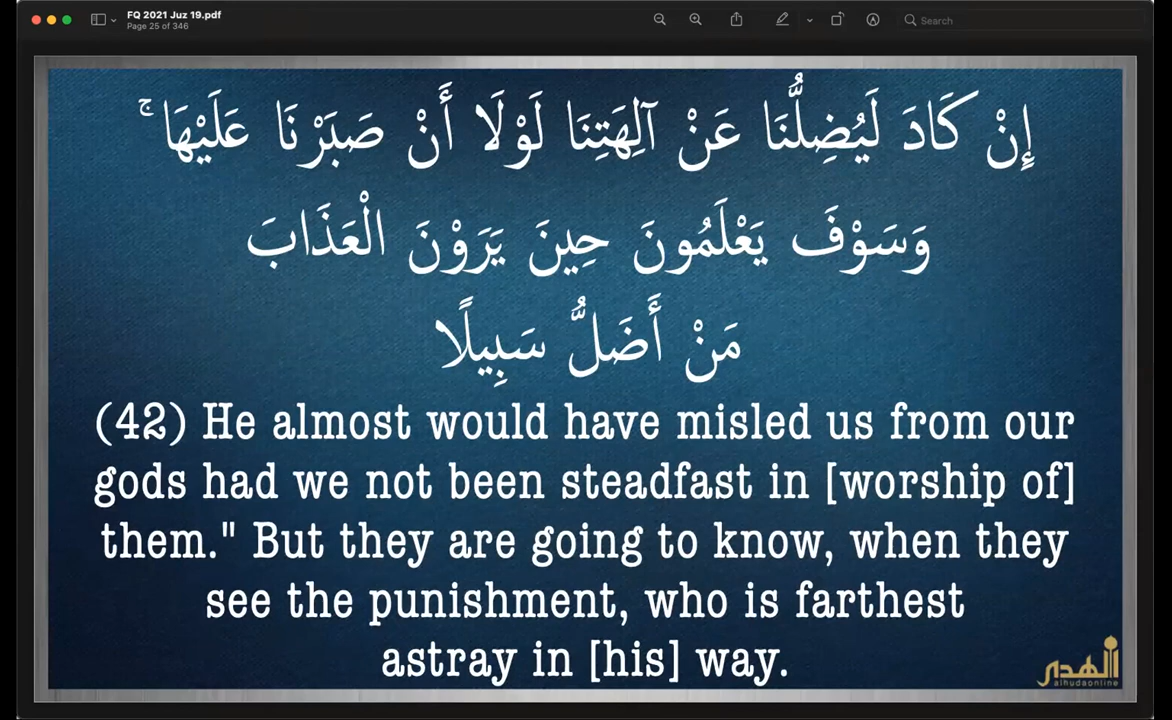 FQ 2021 Juz 19.pdf
Page 25 of 346
Search
إِنْ كَادَ لَيُضِلُّنَا عَنْ آلِهَتِنَا لَوْلَا أَنْ صَبَرْنَا عَلَيْهَا ۚ
وَسَوْفَ يَعْلَمُونَ حِينَ يَرَوْنَ الْعَذَابَ
مَنْ أَضَلُّ سَبِيلًا
(42) He almost would have misled us from our
gods had we not been steadfast in [worship of]
them." But they are going to know, when they
see the punishment, who is farthest
astray in [his] way.
الهدى
alhudaonline